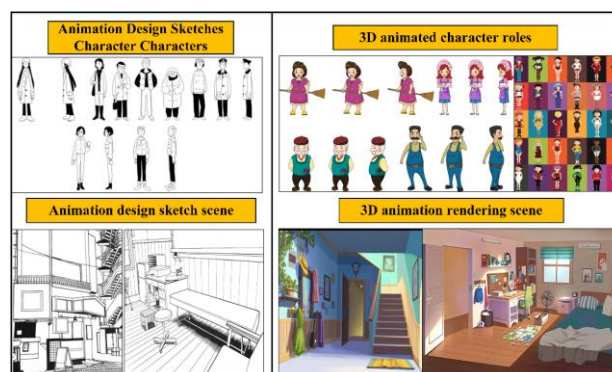 Animation Design Sketches
Character Characters
3D animated character roles
Animation design sketch scene
3D animation rendering scene